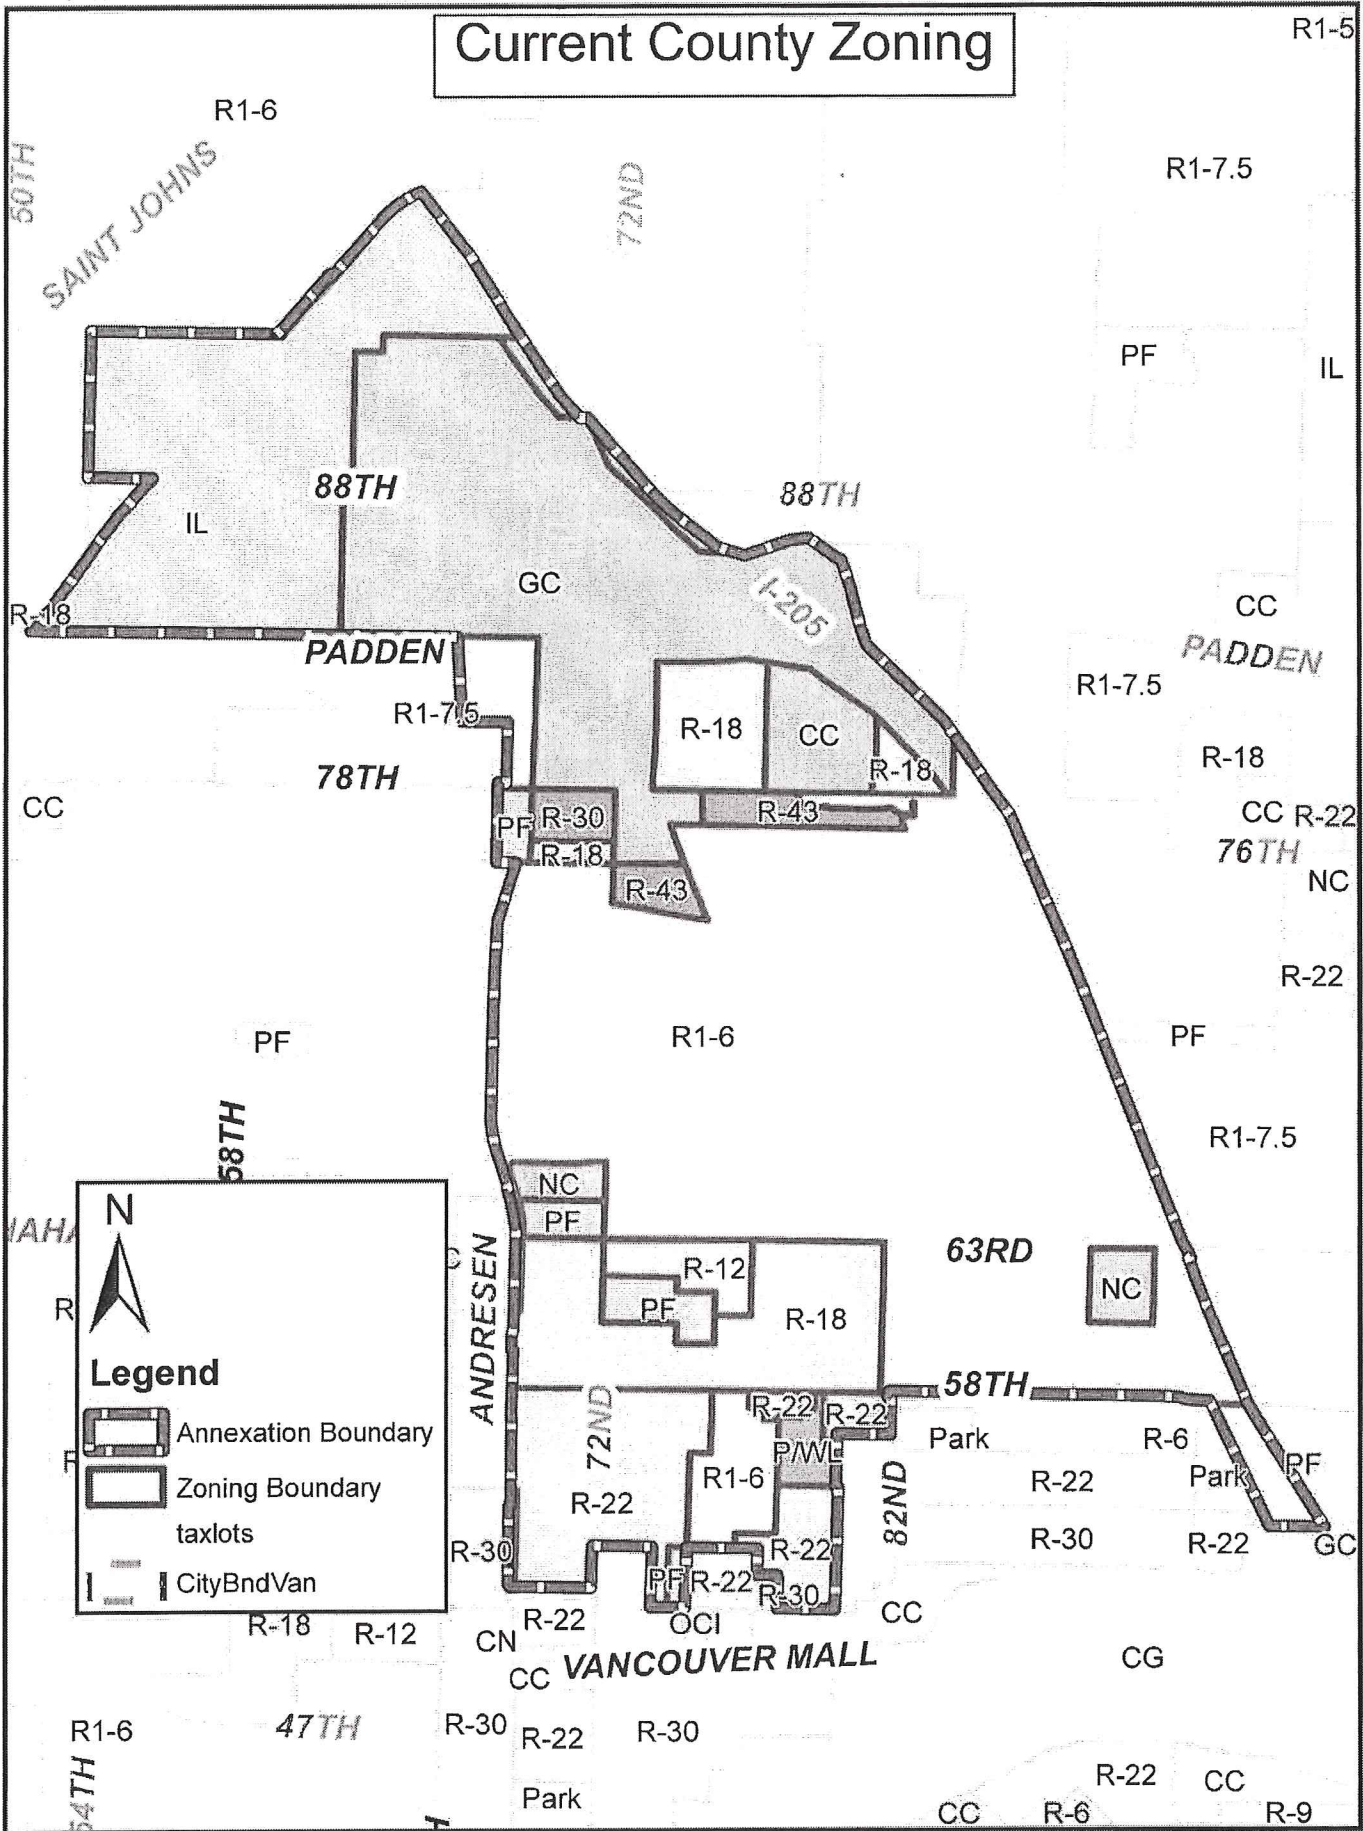 Current County Zoning
R1-5
R1-6
50TH
SAINT JOHNS
72ND
R1-7.5
PF
IL
88TH
88TH
IL
GC
I-205
R-18
CC
PADDEN
PADDEN
R1-7.5
R1-7.5
R-18
CC
R-18
R-18
78TH
CC
PF
R-30
R-43
CC
R-22
R-18
76TH
R-43
NC
R-22
R1-6
PF
PF
58TH
R1-7.5
NC
PF
63RD
ANDRESEN
R-12
NC
PF
R-18
N
Legend
Annexation Boundary
Zoning Boundary
taxlots
CityBndVan
58TH
72ND
R-22
R-22
Park
R-6
P/WL
PF
R1-6
R-22
Park
R-22
82ND
R-30
R-22
R-30
R-22
GC
PF
R-22
R-30
R-18
R-12
R-22
OCI
CC
CN
VANCOUVER MALL
CC
CG
R1-6
47TH
R-30
R-22
R-30
54TH
R-22
CC
Park
CC
R-6
R-9